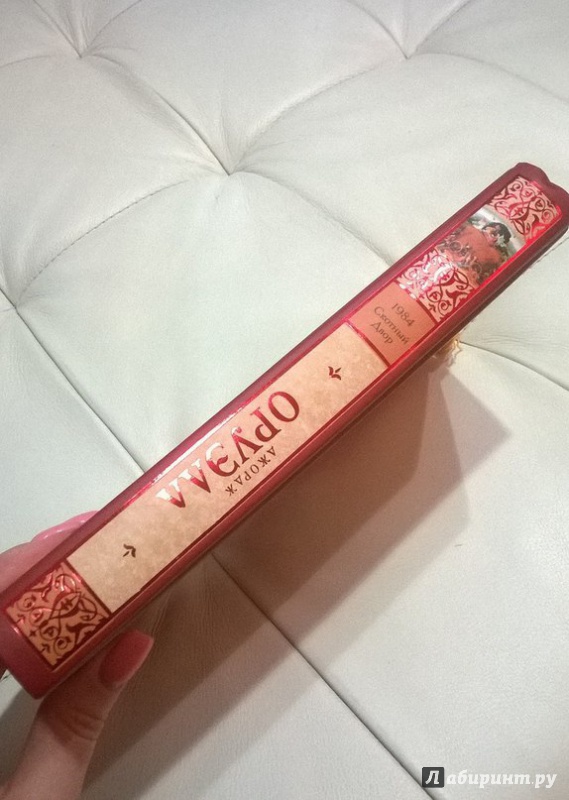 1984
Скотный
Двор
ДЖОРДЖ
ОРУЭЛЛ
Лабиринт.ру